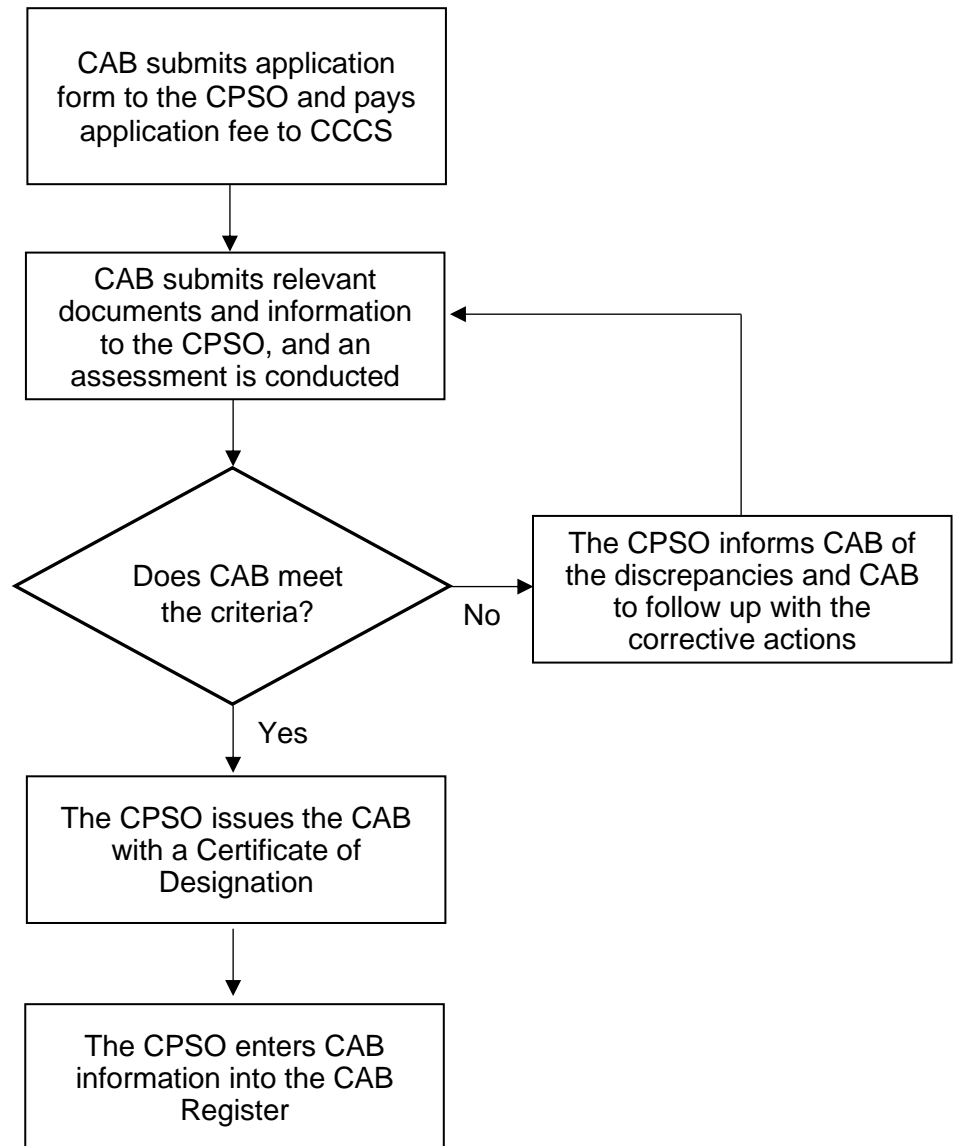 CAB submits application
form to the CPSO and pays
application fee to CCCS
CAB submits relevant
documents and information
to the CPSO, and an
assessment is conducted
Does CAB meet
the criteria?
No
The CPSO informs CAB of
the discrepancies and CAB
to follow up with the
corrective actions
Yes
The CPSO issues the CAB
with a Certificate of
Designation
The CPSO enters CAB
information into the CAB
Register